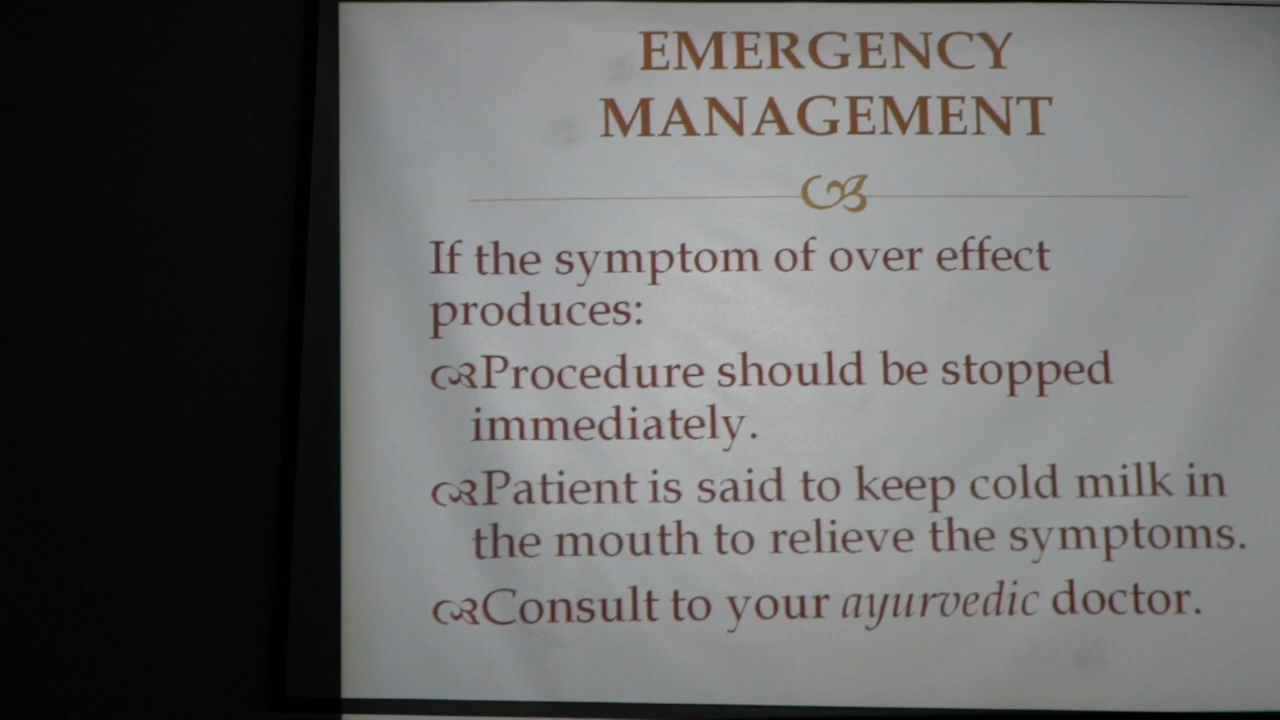 EMERGENCY
MANAGEMENT
If the symptom of over effect
produces:
Procedure should be stopped
immediately.
Patient is said to keep cold milk in
the mouth to relieve the symptoms.
Consult to your ayurvedic doctor.